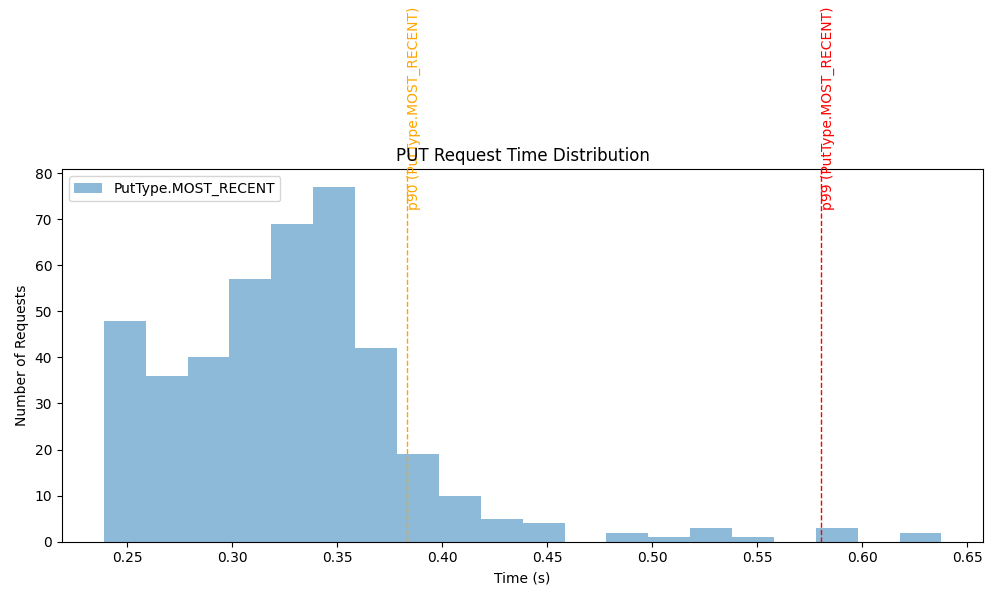 p90 (PutType.MOST_RECENT)
p99 (PutType.MOST_RECENT)
PUT Request Time Distribution
PutType.MOST_RECENT
Number of Requests
80
70
60
50
40
30
20
10
0
0.25 0.30 0.35 0.40 0.45 0.50 0.55 0.60 0.65
Time (s)